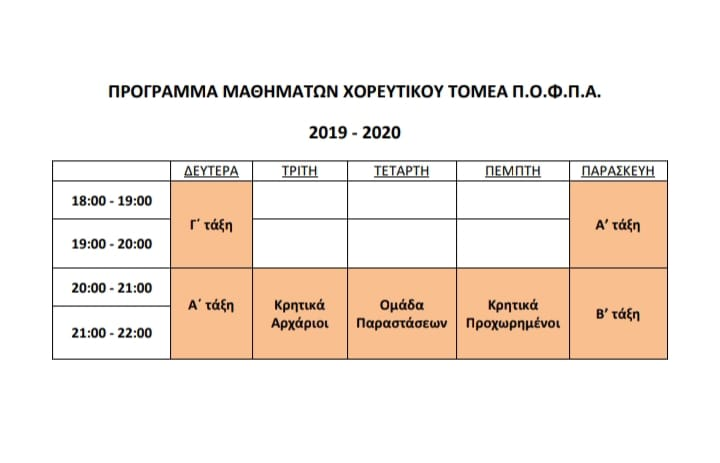 ΠΡΟΓΡΑΜΜΑ ΜΑΘΗΜΑΤΩΝ ΧΟΡΕΥΤΙΚΟΥ ΤΟΜΕΑ Π.Ο.Φ.Π.Α.
2019 - 2020
ΔΕΥΤΕΡΑ ΤΡΙΤΗ ΤΕΤΑΡΤΗ ΠΕΜΠΤΗ ΠΑΡΑΣΚΕΥΗ
18:00 - 19:00
Γ΄ τάξη Α’ τάξη
19:00 - 20:00
20:00 - 21:00
Α΄ τάξη Κρητικά Ομάδα Κρητικά Β’ τάξη
Αρχάριοι Παραστάσεων Προχωρημένοι
21:00 - 22:00